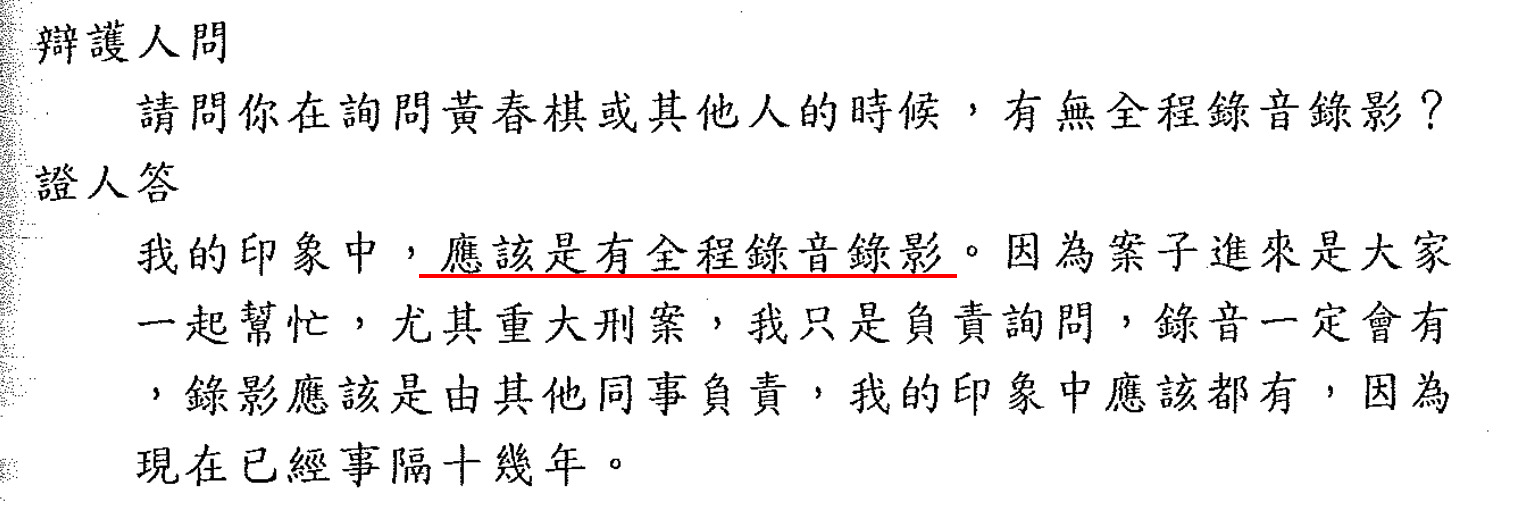 辯護人問
請問你在詢問黃春棋或其他人的時候，有無全程錄音錄影？
證人答
我的印象中，應該是有全程錄音錄影。因為案子進來是大家
一起幫忙，尤其重大刑案，我只是負責詢問，錄音一定會有
，錄影應該是由其他同事負責，我的印象中應該都有，因為
現在已經事隔十幾年。